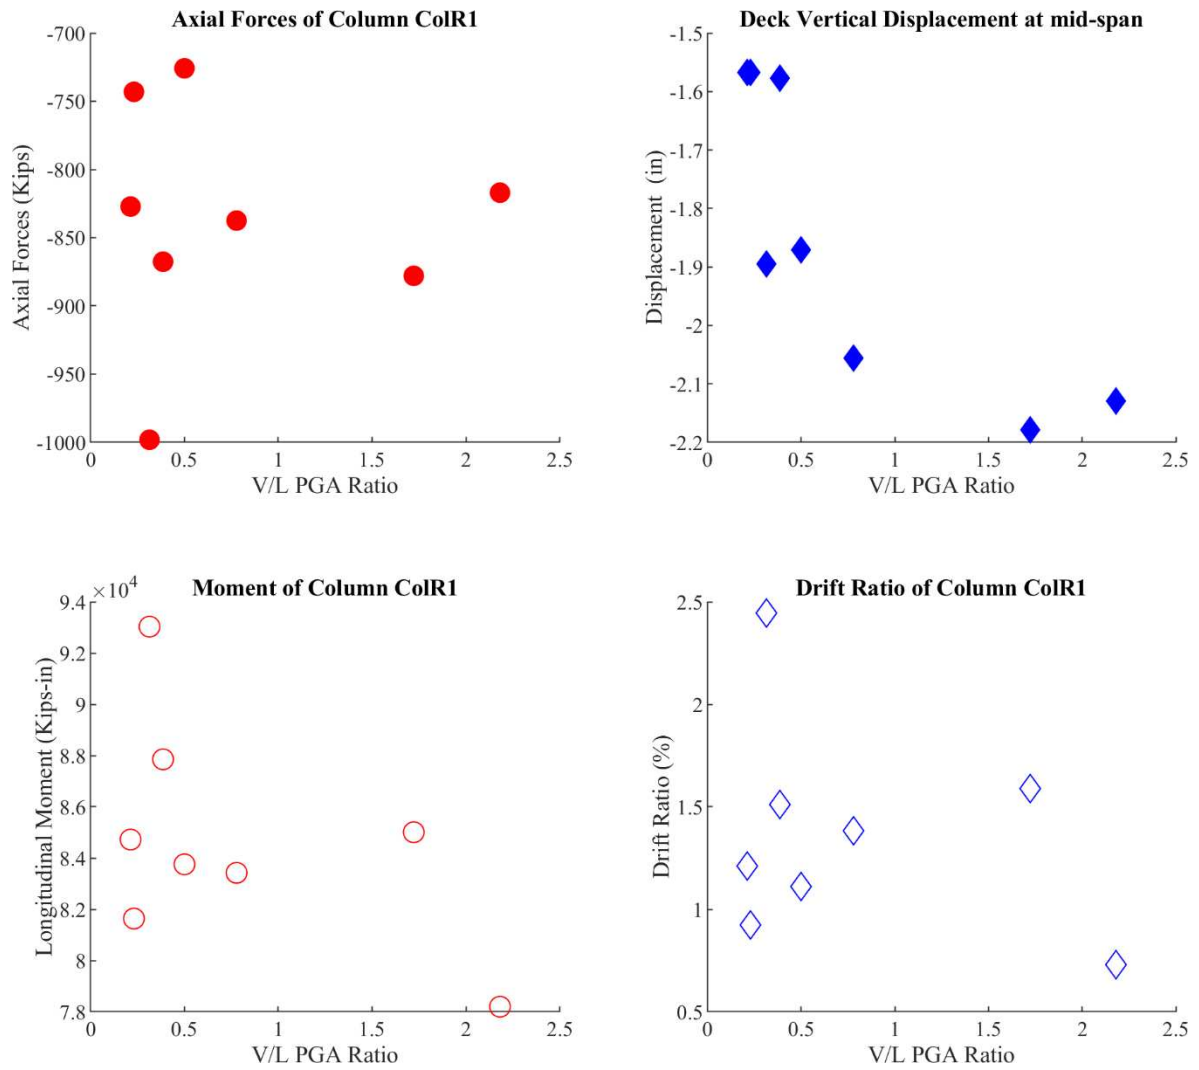 Axial Forces of Column ColR1
-700
-750
-800
-850
-900
-950
-1000
Axial Forces (Kips)
0 0.5 1 1.5 2 2.5
V/L PGA Ratio
Deck Vertical Displacement at mid-span
-1.5
-1.6
-1.7
-1.8
-1.9
-2
-2.1
-2.2
Displacement (in)
0 0.5 1 1.5 2 2.5
V/L PGA Ratio
Moment of Column ColR1
×10⁴
9.4
9.2
9
8.8
8.6
8.4
8.2
8
7.8
Longitudinal Moment (Kips-in)
0 0.5 1 1.5 2 2.5
V/L PGA Ratio
Drift Ratio of Column ColR1
2.5
2
1.5
1
0.5
Drift Ratio (%)
0 0.5 1 1.5 2 2.5
V/L PGA Ratio